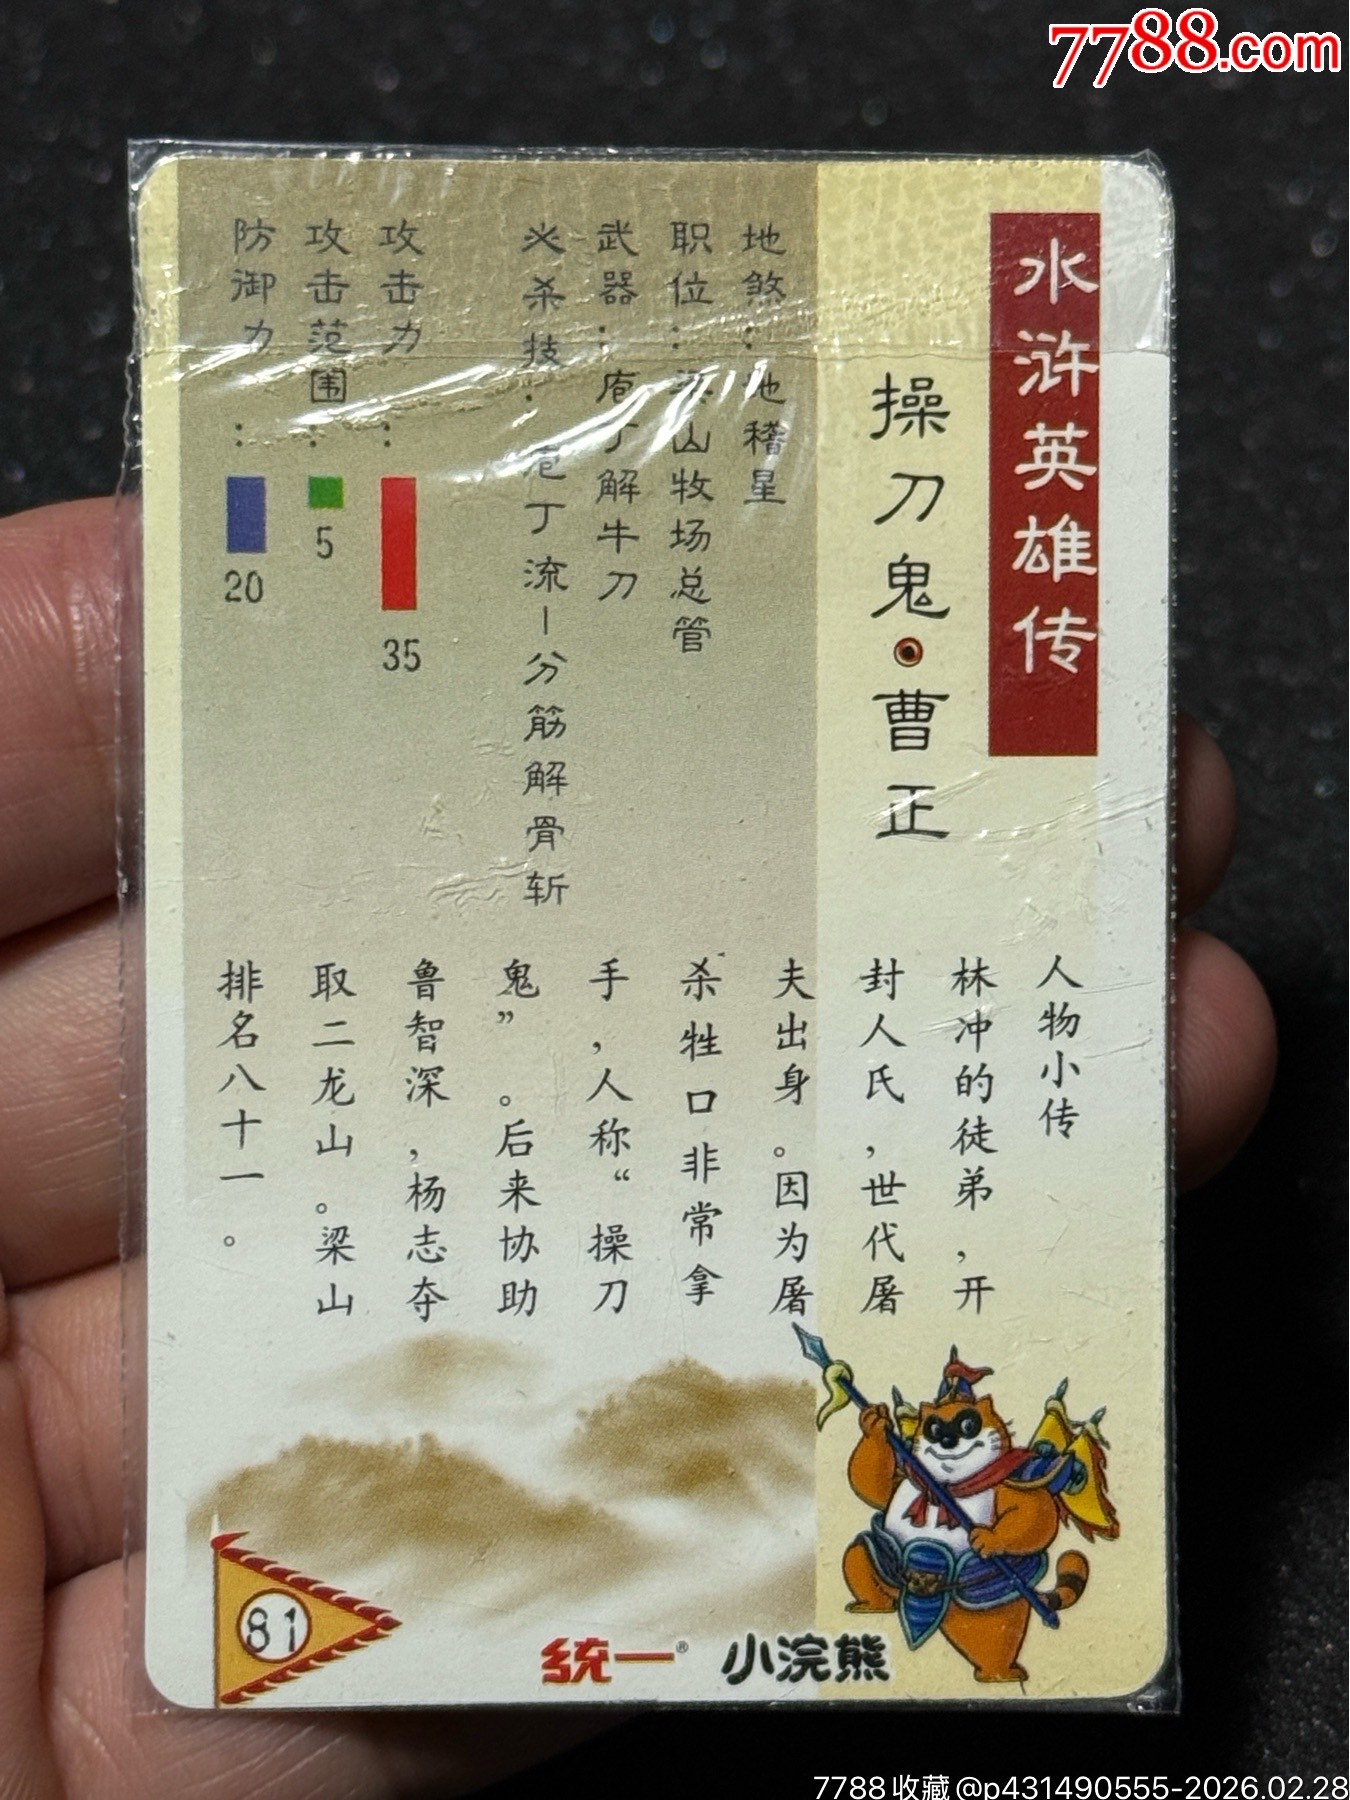 7788.com
水浒英雄传
操刀鬼·曹正
地煞:地稽星
职位:梁山牧场总管
武器:庖丁解牛刀
必杀技:庖丁流—分筋解骨斩
攻击力:35
攻击范围:5
防御力:20
人物小传
林冲的徒弟,开
封人氏,世代屠
夫出身。因为屠
杀牲口非常拿
手,人称“操刀
鬼”。后来协助
鲁智深,杨志夺
取二龙山。梁山
排名八十一。
81
统一®
小浣熊
7788收藏@p431490555-2026.02.28